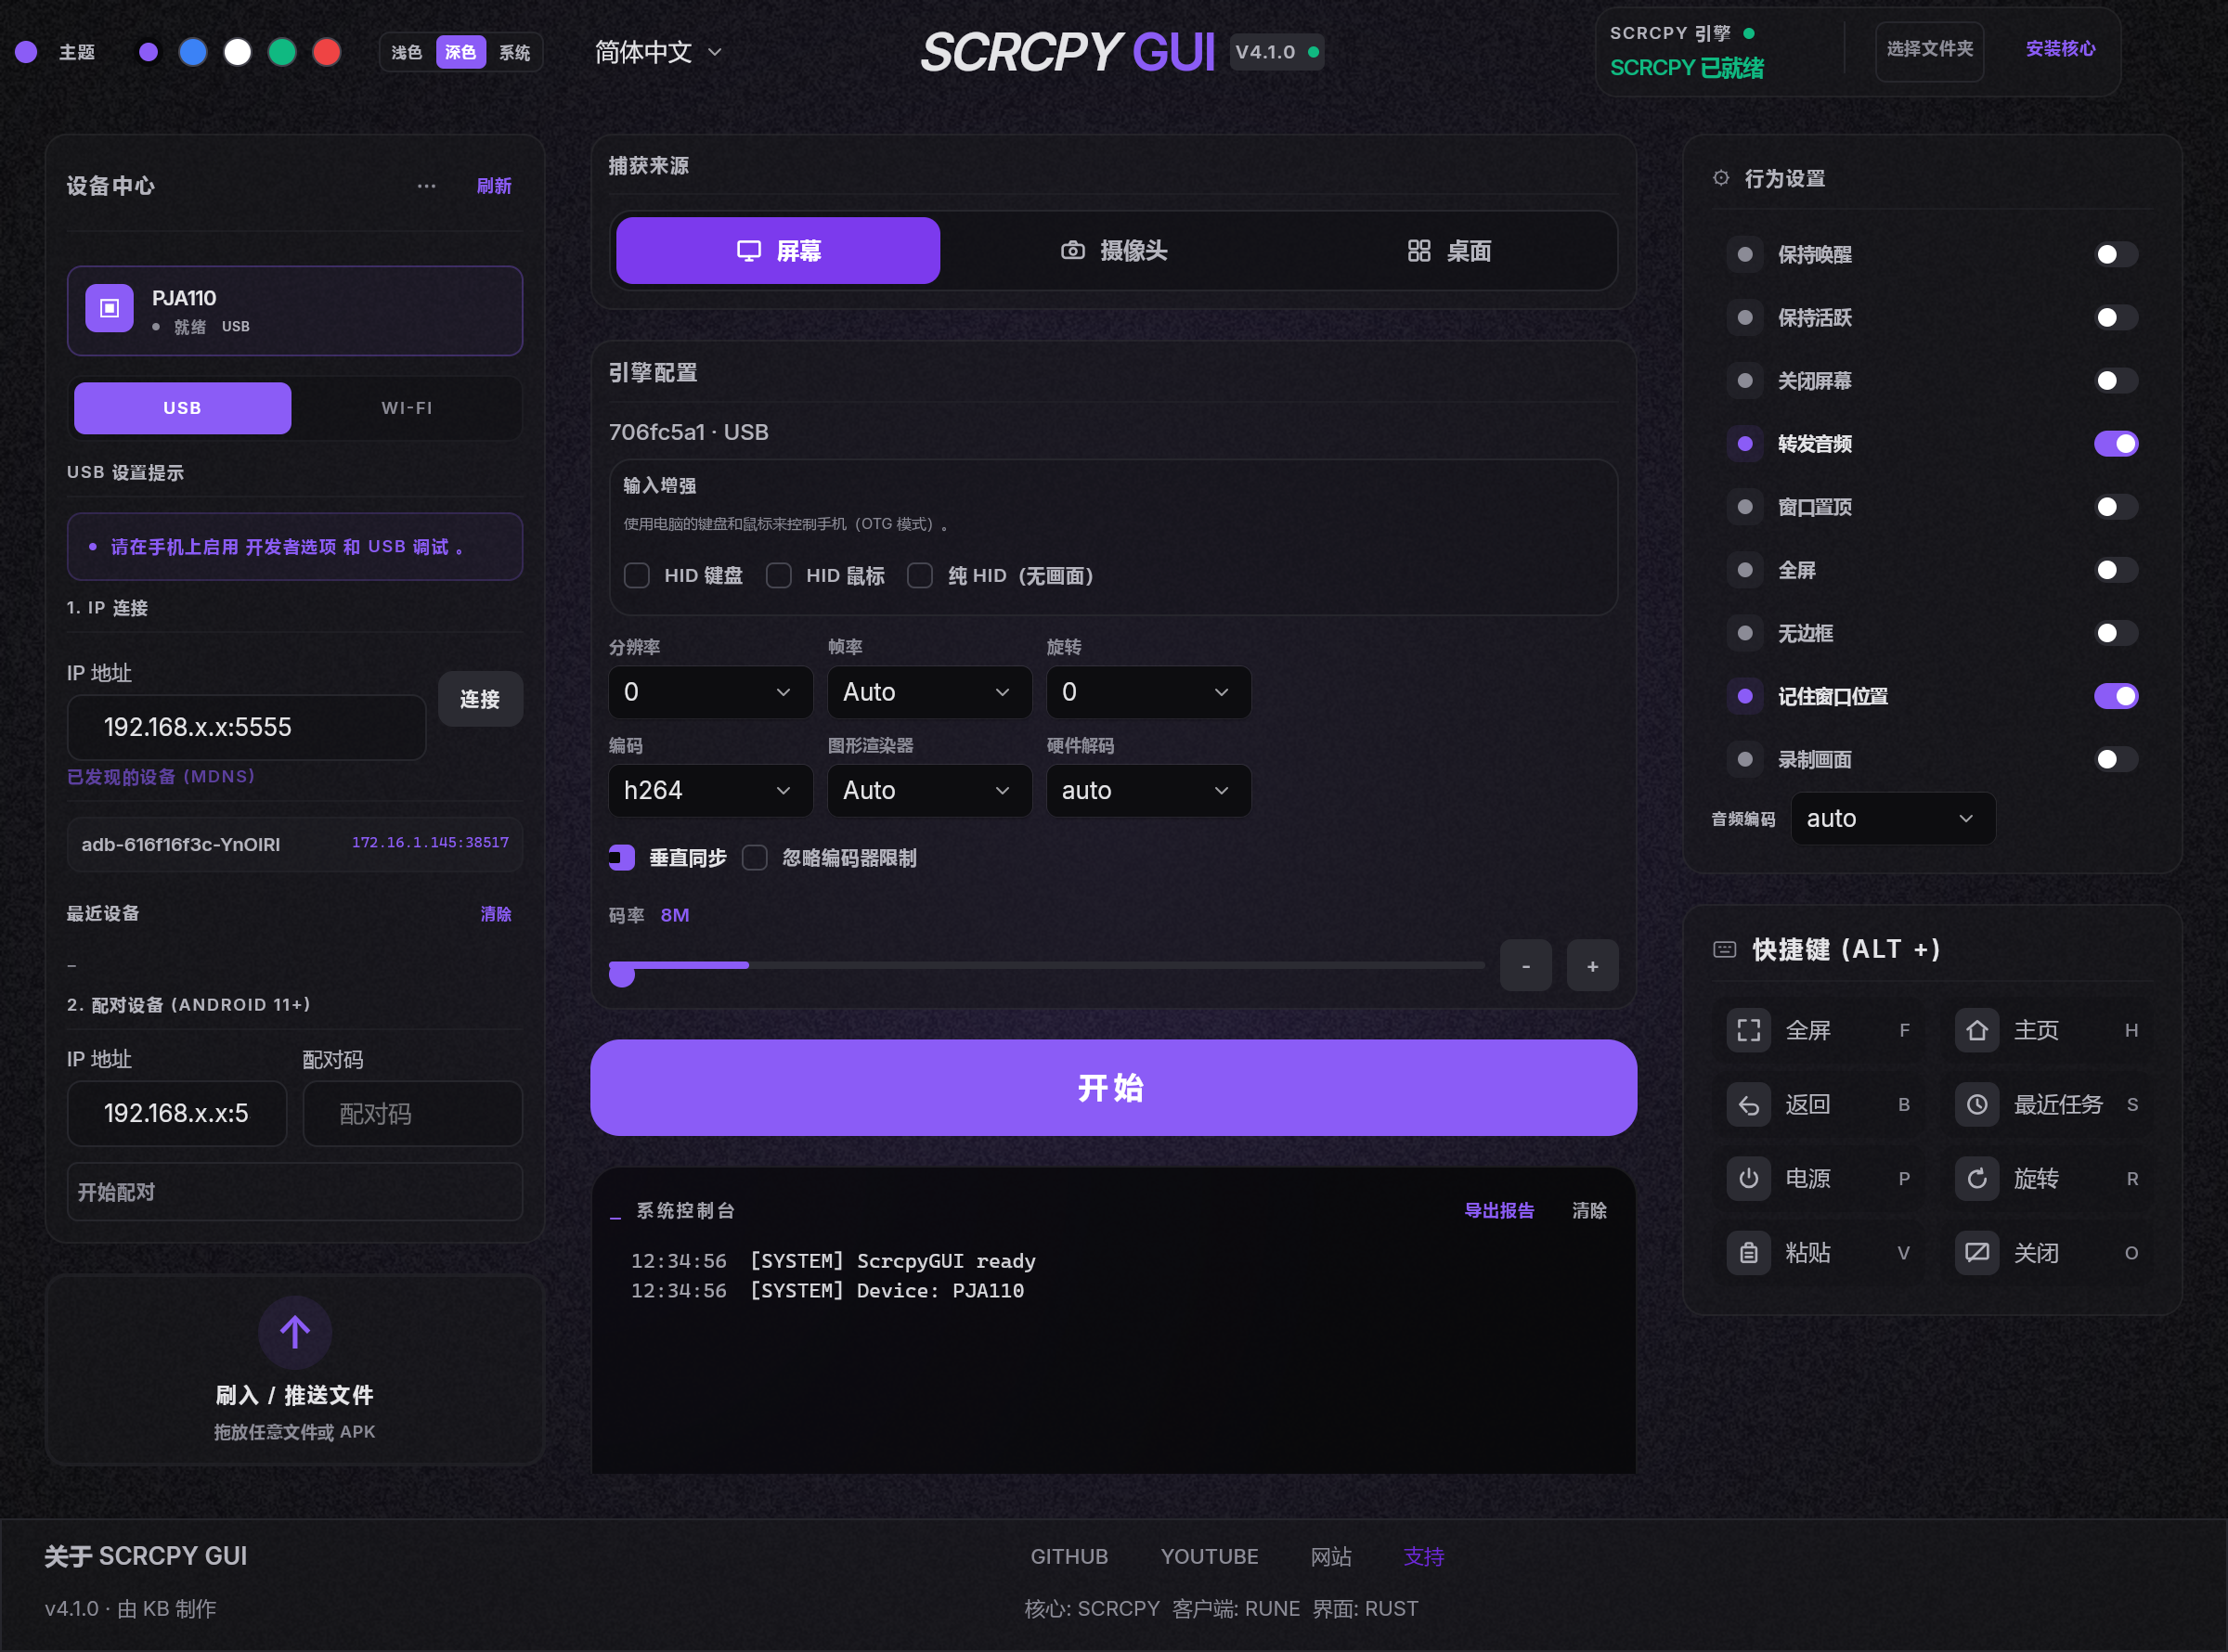 主题
浅色 深色 系统
简体中文
SCRCPY GUI V4.1.0
SCRCPY 引擎
SCRCPY 已就绪
选择文件夹
安装核心
设备中心 ... 刷新
PJA110
就绪 USB
USB WI-FI
USB 设置提示
• 请在手机上启用 开发者选项 和 USB 调试 。
1. IP 连接
IP 地址
192.168.x.x:5555
连接
已发现的设备 (MDNS)
adb-616f16f3c-YnOIRI 172.16.1.145:38517
最近设备 清除
–
2. 配对设备 (ANDROID 11+)
IP 地址 配对码
192.168.x.x:5 配对码
开始配对
刷入 / 推送文件
拖放任意文件或 APK
捕获来源
屏幕 摄像头 桌面
引擎配置
706fc5a1 · USB
输入增强
使用电脑的键盘和鼠标来控制手机（OTG 模式）。
HID 键盘 HID 鼠标 纯 HID（无画面）
分辨率 帧率 旋转
0 Auto 0
编码 图形渲染器 硬件解码
h264 Auto auto
垂直同步 忽略编码器限制
码率 8M
- +
开始
_ 系统控制台 导出报告 清除
12:34:56 [SYSTEM] ScrcpyGUI ready
12:34:56 [SYSTEM] Device: PJA110
行为设置
保持唤醒
保持活跃
关闭屏幕
转发音频
窗口置顶
全屏
无边框
记住窗口位置
录制画面
音频编码 auto
快捷键 (ALT +)
全屏 F 主页 H
返回 B 最近任务 S
电源 P 旋转 R
粘贴 V 关闭 O
关于 SCRCPY GUI
v4.1.0 · 由 KB 制作
GITHUB YOUTUBE 网站 支持
核心: SCRCPY 客户端: RUNE 界面: RUST